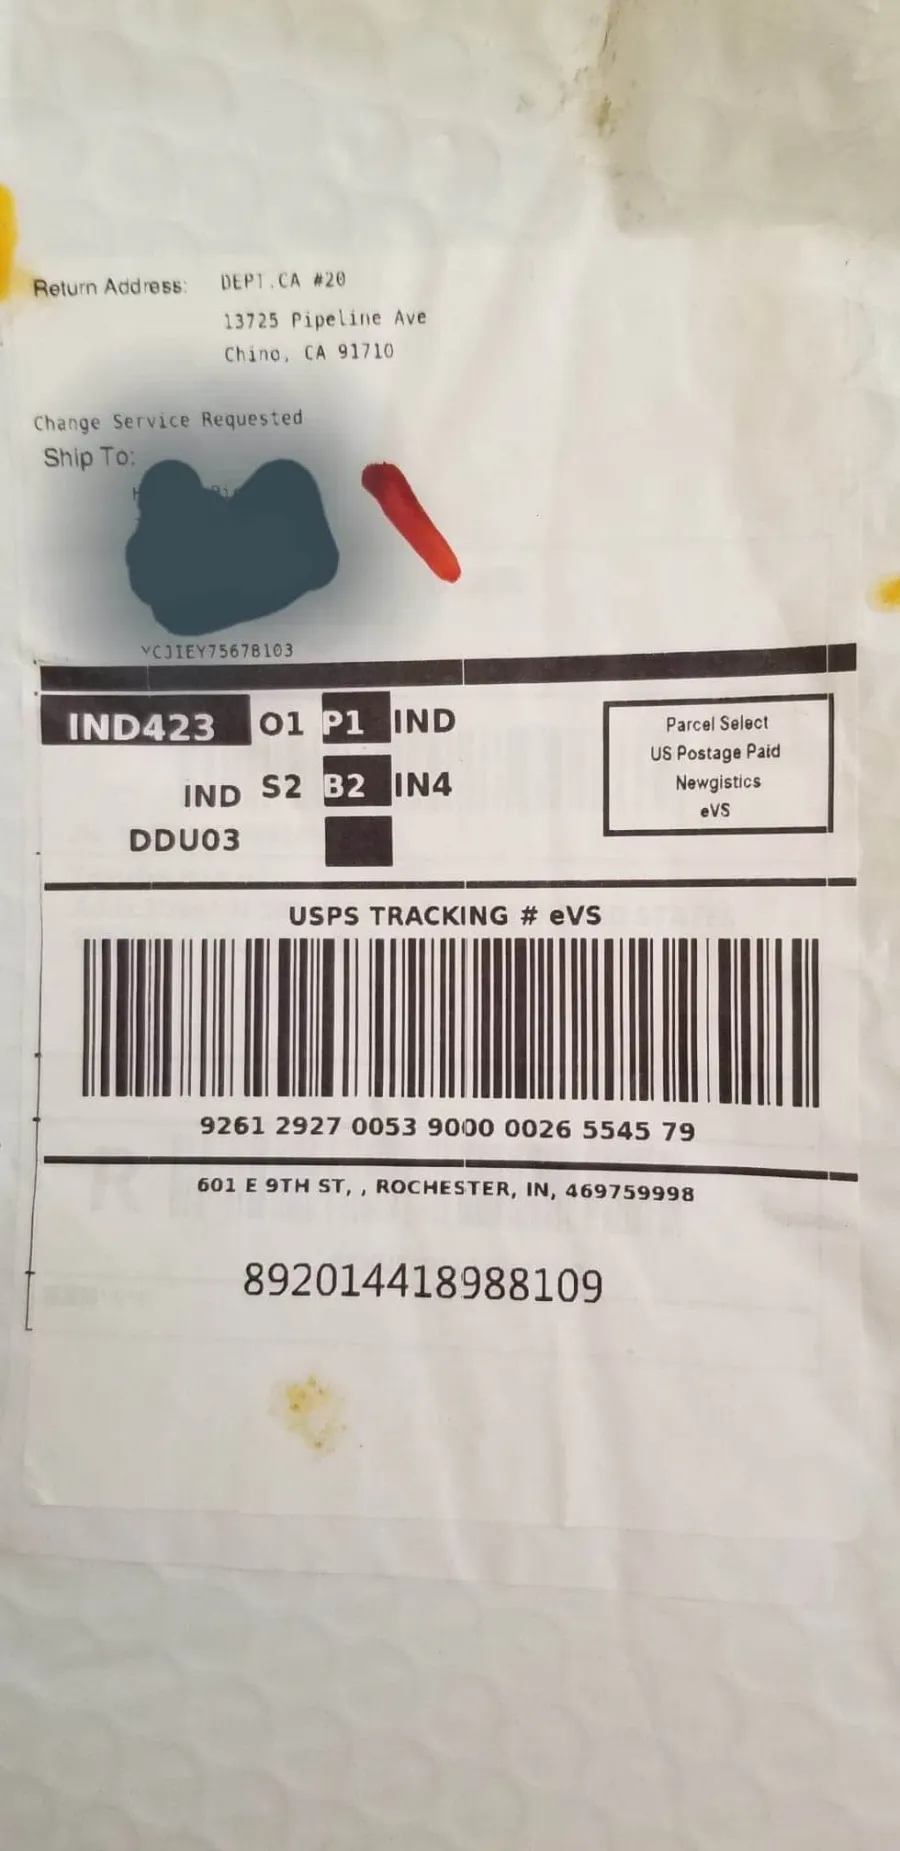 Return Address: DEPT.CA #20
13725 Pipeline Ave
Chino, CA 91710
Change Service Requested
Ship To:
YCJIEY75678103
IND423 O1 P1 IND
IND S2 B2 IN4
DDU03
Parcel Select
US Postage Paid
Newgistics
eVS
USPS TRACKING # eVS
9261 2927 0053 9000 0026 5545 79
601 E 9TH ST, , ROCHESTER, IN, 469759998
892014418988109